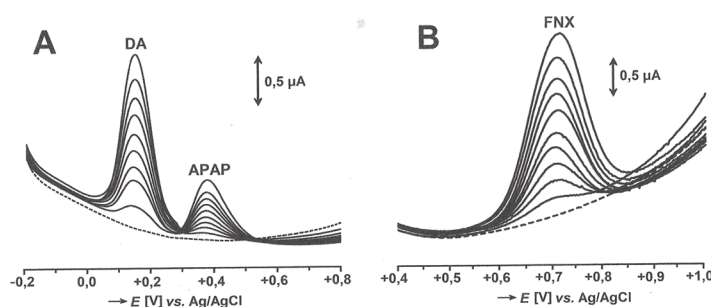 A
DA
0,5 µA
APAP
-0,2 0,0 +0,2 +0,4 +0,6 +0,8
→ E [V] vs. Ag/AgCl
B
FNX
0,5 µA
+0,4 +0,5 +0,6 +0,7 +0,8 +0,9 +1,0
→ E [V] vs. Ag/AgCl